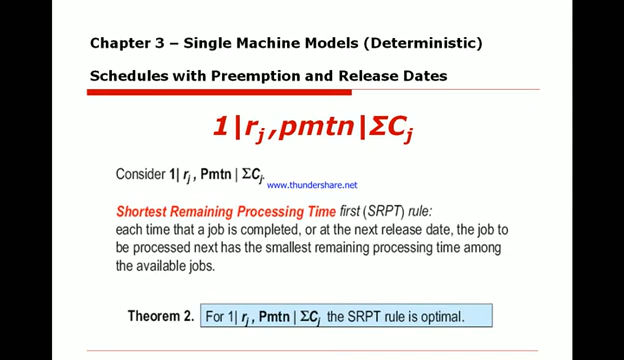 Chapter 3 – Single Machine Models (Deterministic)
Schedules with Preemption and Release Dates
1|rj,pmtn|ΣCj
Consider 1| rj , Pmtn | ΣCj.
www.thundershare.net
Shortest Remaining Processing Time first (SRPT) rule:
each time that a job is completed, or at the next release date, the job to
be processed next has the smallest remaining processing time among
the available jobs.
Theorem 2. For 1| rj , Pmtn | ΣCj the SRPT rule is optimal.